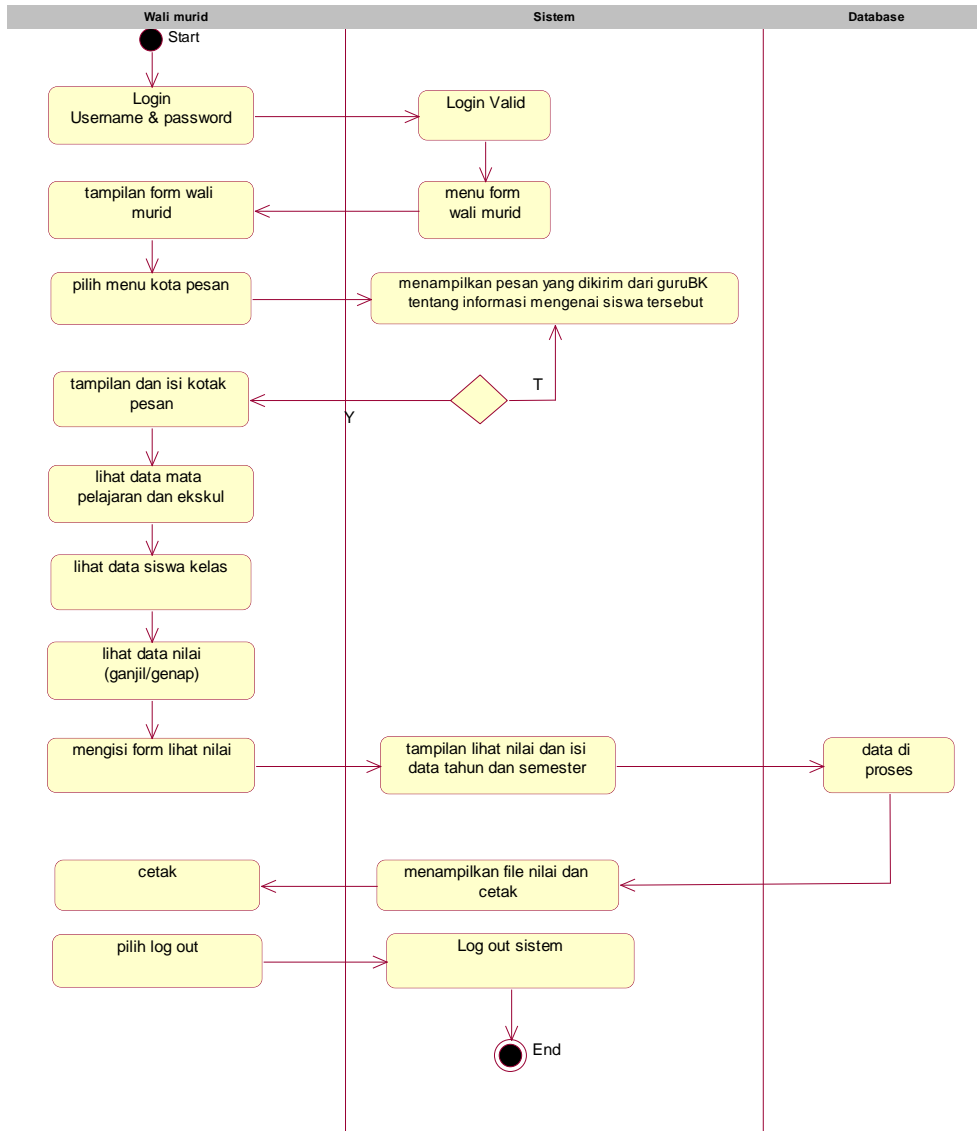 Wali murid
Sistem
Database
Start
Login
Username & password
Login Valid
tampilan form wali
murid
menu form
wali murid
pilih menu kota pesan
menampilkan pesan yang dikirim dari guruBK
tentang informasi mengenai siswa tersebut
tampilan dan isi kotak
pesan
T
Y
lihat data mata
pelajaran dan ekskul
lihat data siswa kelas
lihat data nilai
(ganjil/genap)
mengisi form lihat nilai
tampilan lihat nilai dan isi
data tahun dan semester
data di
proses
cetak
menampilkan file nilai dan
cetak
pilih log out
Log out sistem
End